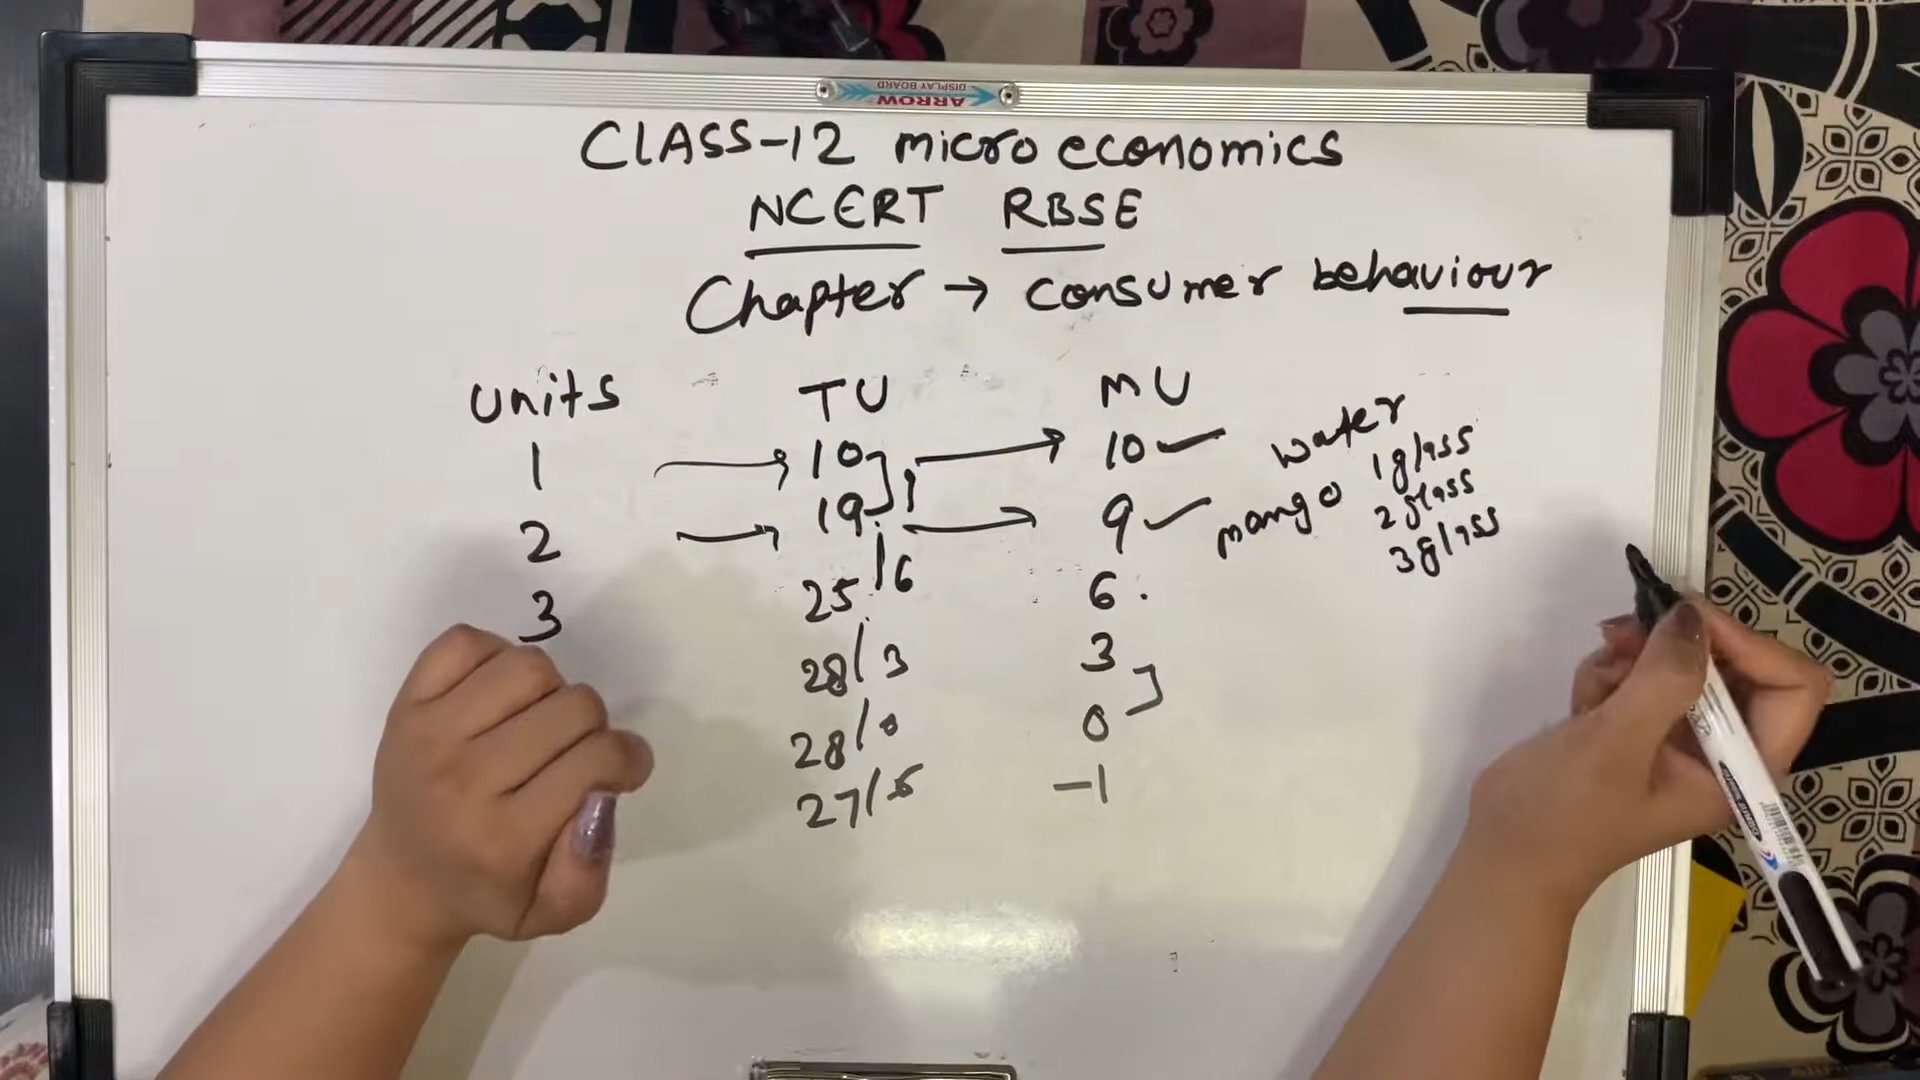 ARROW
DISPLAY BOARD
CLASS-12 micro economics
NCERT RBSE
Chapter → consumer behaviour
units TU MU
1 → 10 → 10
2 → 19 → 9
3 25 /6 6
28/3 3
28/0 0
27/ -1
water
mango
1 glass
2 glass
3 glass